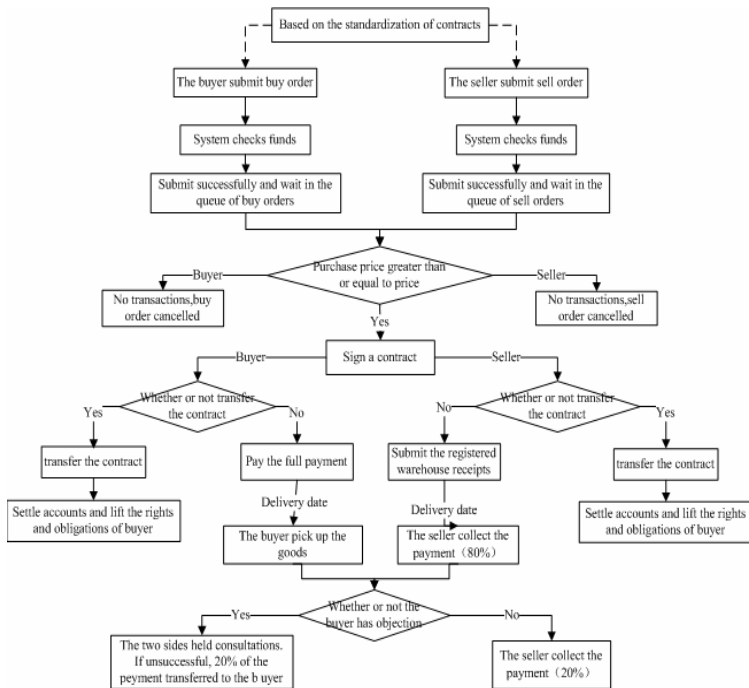 Based on the standardization of contracts
The buyer submit buy order
The seller submit sell order
System checks funds
System checks funds
Submit successfully and wait in the
queue of buy orders
Submit successfully and wait in the
queue of sell orders
Purchase price greater than
or equal to price
Buyer
Seller
No transactions,buy
order cancelled
No transactions,sell
order cancelled
Yes
Sign a contract
Buyer
Seller
Whether or not transfer
the contract
Whether or not transfer
the contract
Yes
No
No
Yes
transfer the contract
Pay the full payment
Submit the registered
warehouse receipts
transfer the contract
Delivery date
Delivery date
Settle accounts and lift the rights
and obligations of buyer
The buyer pick up the
goods
The seller collect the
payment（80%）
Settle accounts and lift the rights
and obligations of buyer
Whether or not the
buyer has objection
Yes
No
The two sides held consultations.
If unsuccessful, 20% of the
peyment transferred to the b uyer
The seller collect the
payment（20%）